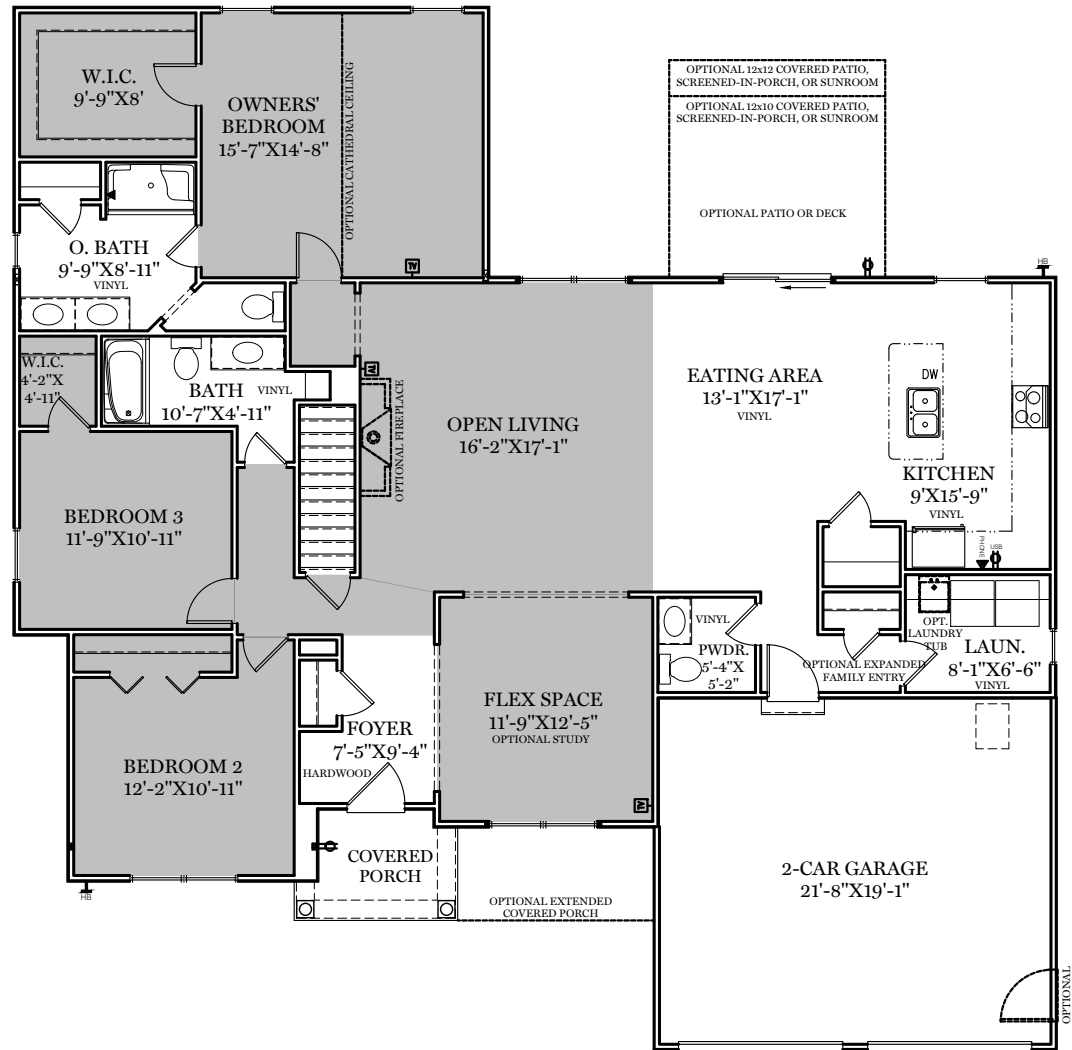 W.I.C.
9'-9"X8'
OWNERS'
BEDROOM
15'-7"X14'-8"
OPTIONAL CATHEDRAL CEILING
TV
OPTIONAL 12x12 COVERED PATIO,
SCREENED-IN-PORCH, OR SUNROOM
OPTIONAL 12x10 COVERED PATIO,
SCREENED-IN-PORCH, OR SUNROOM
OPTIONAL PATIO OR DECK
HB
O. BATH
9'-9"X8'-11"
VINYL
W.I.C.
4'-2"X
4'-11"
BATH
VINYL
10'-7"X4'-11"
TV
OPTIONAL FIREPLACE
OPEN LIVING
16'-2"X17'-1"
EATING AREA
13'-1"X17'-1"
VINYL
DW
KITCHEN
9'X15'-9"
VINYL
PHONE
USB
BEDROOM 3
11'-9"X10'-11"
OPT.
LAUNDRY
TUB
LAUN.
8'-1"X6'-6"
VINYL
VINYL
PWDR.
5'-4"X
5'-2"
OPTIONAL EXPANDED
FAMILY ENTRY
FLEX SPACE
11'-9"X12'-5"
OPTIONAL STUDY
TV
FOYER
7'-5"X9'-4"
HARDWOOD
BEDROOM 2
12'-2"X10'-11"
HB
COVERED
PORCH
OPTIONAL EXTENDED
COVERED PORCH
2-CAR GARAGE
21'-8"X19'-1"
OPTIONAL